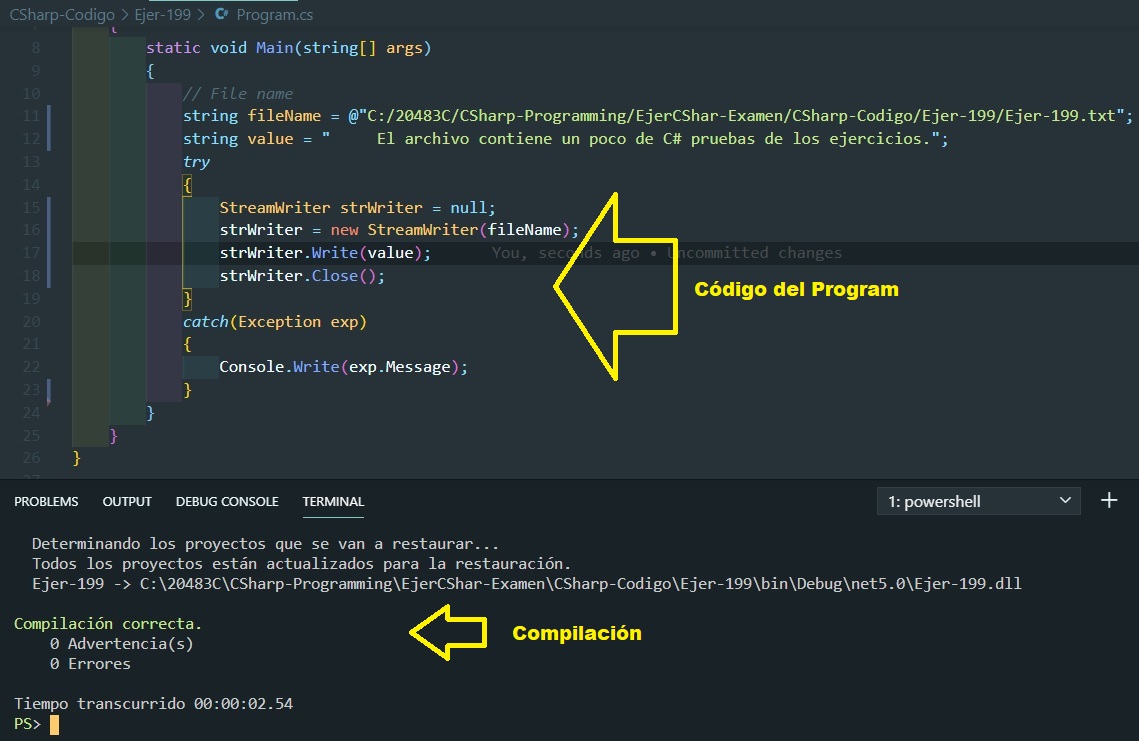 CSharp-Codigo > Ejer-199 > C# Program.cs
{
8 static void Main(string[] args)
9 {
10 // File name
11 string fileName = @"C:/20483C/CSharp-Programming/EjerCShar-Examen/CSharp-Codigo/Ejer-199/Ejer-199.txt";
12 string value = "     El archivo contiene un poco de C# pruebas de los ejercicios.";
13 try
14 {
15 StreamWriter strWriter = null;
16 strWriter = new StreamWriter(fileName);
17 strWriter.Write(value); You, seconds ago • Uncommitted changes
18 strWriter.Close();
19 }
20 catch(Exception exp)
21 {
22 Console.Write(exp.Message);
23 }
24 }
25 }
26 }
27
Código del Program
PROBLEMS OUTPUT DEBUG CONSOLE TERMINAL 1: powershell +
Determinando los proyectos que se van a restaurar...
Todos los proyectos están actualizados para la restauración.
Ejer-199 -> C:\20483C\CSharp-Programming\EjerCShar-Examen\CSharp-Codigo\Ejer-199\bin\Debug\net5.0\Ejer-199.dll
Compilación correcta.
0 Advertencia(s)
0 Errores
Compilación
Tiempo transcurrido 00:00:02.54
PS>